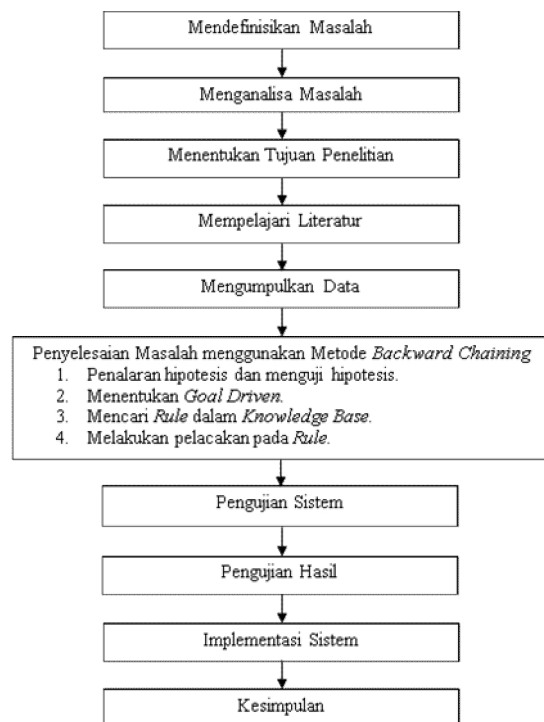 Mendefinisikan Masalah
Menganalisa Masalah
Menentukan Tujuan Penelitian
Mempelajari Literatur
Mengumpulkan Data
Penyelesaian Masalah menggunakan Metode Backward Chaining
1. Penalaran hipotesis dan menguji hipotesis.
2. Menentukan Goal Driven.
3. Mencari Rule dalam Knowledge Base.
4. Melakukan pelacakan pada Rule.
Pengujian Sistem
Pengujian Hasil
Implementasi Sistem
Kesimpulan